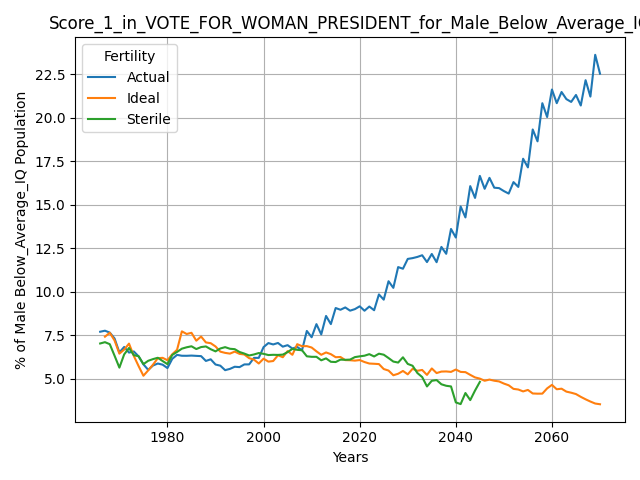 Score_1_in_VOTE_FOR_WOMAN_PRESIDENT_for_Male_Below_Average_IQ
Fertility
Actual
Ideal
Sterile
% of Male Below_Average_IQ Population
22.5
20.0
17.5
15.0
12.5
10.0
7.5
5.0
1980 2000 2020 2040 2060
Years